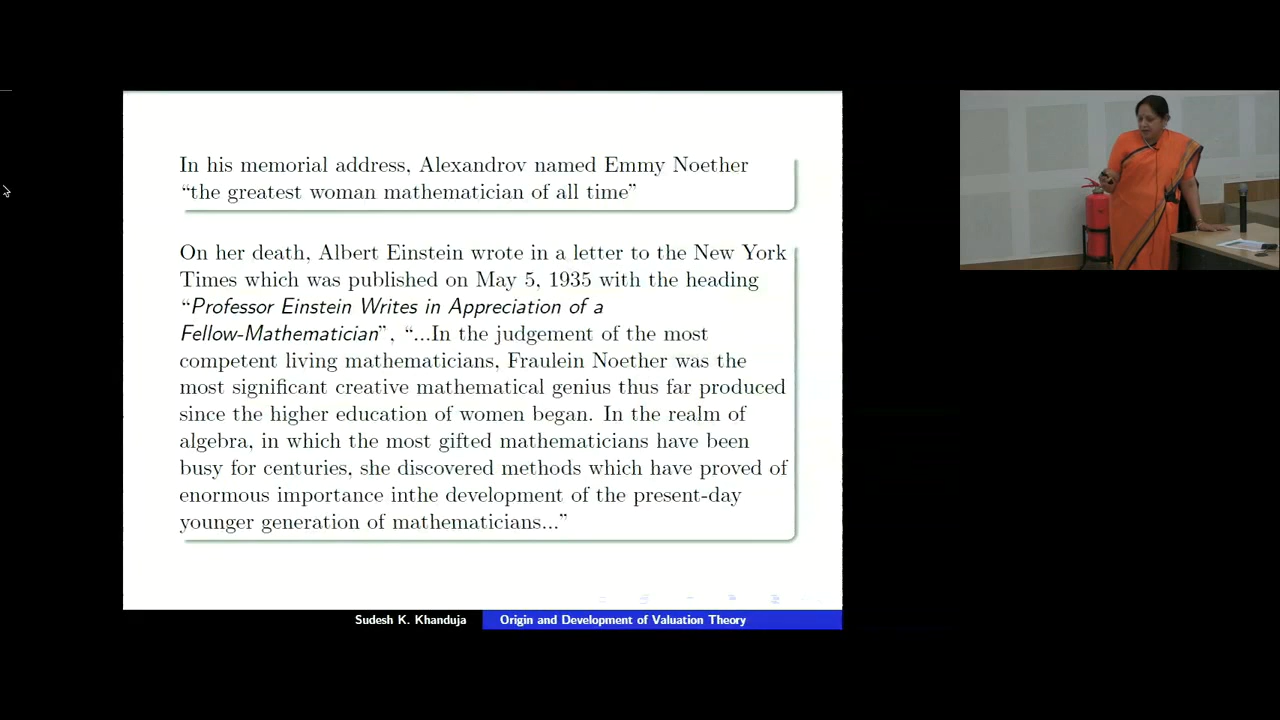 In his memorial address, Alexandrov named Emmy Noether
“the greatest woman mathematician of all time”
On her death, Albert Einstein wrote in a letter to the New York
Times which was published on May 5, 1935 with the heading
“Professor Einstein Writes in Appreciation of a
Fellow-Mathematician”, “...In the judgement of the most
competent living mathematicians, Fraulein Noether was the
most significant creative mathematical genius thus far produced
since the higher education of women began. In the realm of
algebra, in which the most gifted mathematicians have been
busy for centuries, she discovered methods which have proved of
enormous importance inthe development of the present-day
younger generation of mathematicians...”
Sudesh K. Khanduja
Origin and Development of Valuation Theory